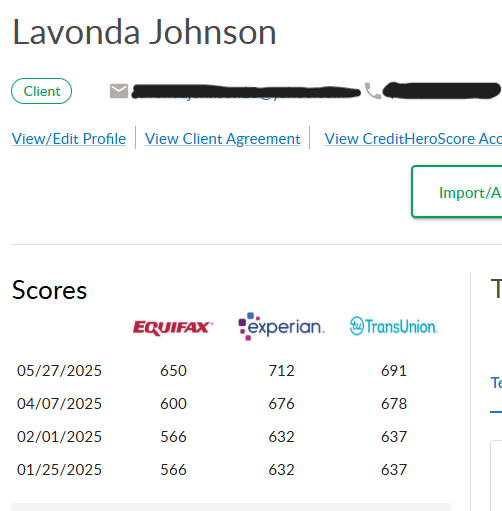 Lavonda Johnson
Client
View/Edit Profile View Client Agreement View CreditHeroScore Acc
Import/A
Scores
T
EQUIFAX experian. TransUnion.
05/27/2025 650 712 691
Te
04/07/2025 600 676 678
02/01/2025 566 632 637
01/25/2025 566 632 637